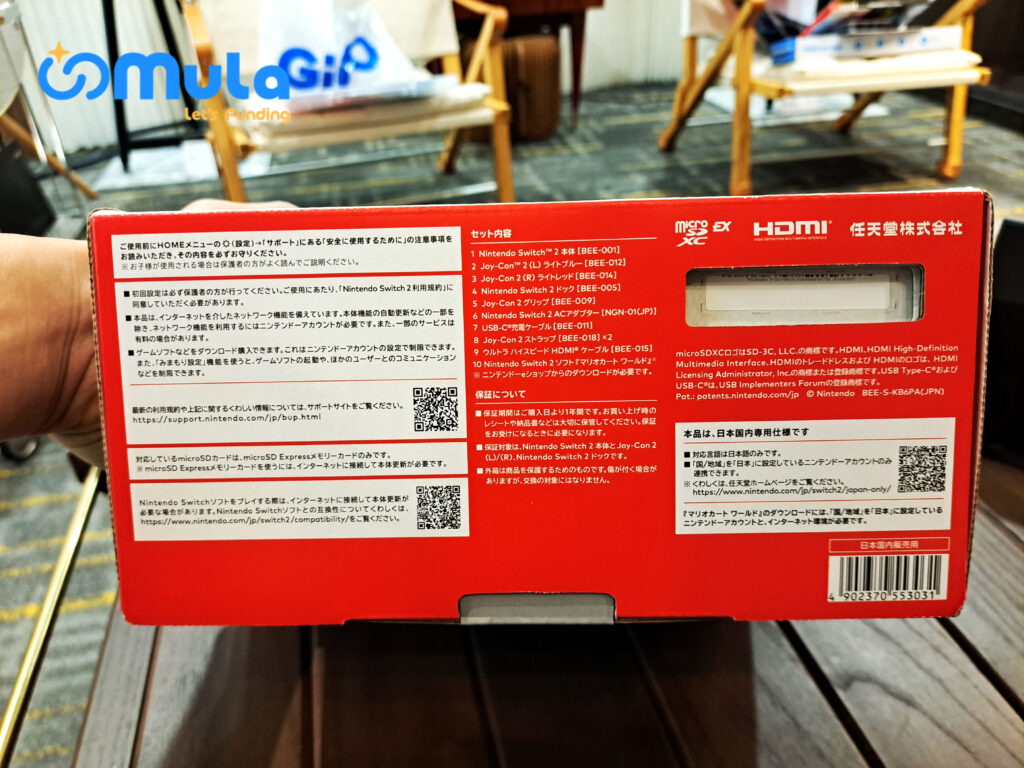 Mula
Let's Funding
GiP
ご使用前にHOMEメニューの(設定)→「サポート」にある「安全に使用するために」の注意事項を
お読みいただき、その内容を必ずお守りください。
※お子様が使用される場合は保護者の方がよく読んでご説明ください。
■ 初回設定は必ず保護者の方が行ってください。ご使用にあたり、「Nintendo Switch 2 利用規約」に
同意していただく必要があります。
■ 本品は、インターネットを介したネットワーク機能を備えています。本体機能の自動更新などの一部を
除き、ネットワーク機能を利用するにはニンテンドーアカウントが必要です。また、一部のサービスは
有料の場合があります。
■ ゲームソフトなどをダウンロード購入できます。これはニンテンドーアカウントの設定で制限できます。
また、「みまもり設定」機能を使うと、ゲームソフトの起動や、ほかのユーザーとのコミュニケーション
などを制限できます。
最新の利用規約や上記に関するくわしい情報については、サポートサイトをご覧ください。
https://support.nintendo.com/jp/bup.html
対応しているmicroSDカードは、microSD Expressメモリーカードのみです。
※ microSD Expressメモリーカードを使うには、インターネットに接続して本体更新が必要です。
Nintendo Switchソフトをプレイする際は、インターネットに接続して本体更新が
必要な場合があります。Nintendo Switchソフトとの互換性についてくわしくは、
https://www.nintendo.com/jp/switch2/compatibility/をご覧ください。
セット内容
1 Nintendo Switch™ 2 本体 [BEE-001]
2 Joy-Con™ 2 (L) ライトブルー [BEE-012]
3 Joy-Con 2 (R) ライトレッド [BEE-014]
4 Nintendo Switch 2 ドック [BEE-005]
5 Joy-Con 2 グリップ [BEE-009]
6 Nintendo Switch 2 ACアダプター [NGN-01(JP)]
7 USB-C®充電ケーブル [BEE-011]
8 Joy-Con 2 ストラップ [BEE-018] ×2
9 ウルトラ ハイスピード HDMI® ケーブル [BEE-015]
10 Nintendo Switch 2 ソフト『マリオカート ワールド』※
※ ニンテンドーeショップからのダウンロードが必要です。
保証について
■ 保証期間はご購入日より1年間です。お買い上げ時の
レシートや納品書などは大切に保管してください。保証
をお受けになるときに必要になります。
■ 保証対象は、Nintendo Switch 2 本体とJoy-Con 2
(L)/(R)、Nintendo Switch 2 ドックです。
■ 外箱は商品を保護するためのものです。傷が付く場合が
ありますが、交換の対象にはなりません。
micro SD XC EX
HDMI®
HIGH-DEFINITION MULTIMEDIA INTERFACE
任天堂株式会社
microSDXCロゴはSD-3C, LLC.の商標です。HDMI、HDMI High-Definition
Multimedia Interface、HDMIのトレードドレスおよび HDMIのロゴは、HDMI
Licensing Administrator, Inc.の商標または登録商標です。USB Type-C®および
USB-C®は、USB Implementers Forumの登録商標です。
Pat.: patents.nintendo.com/jp © Nintendo BEE-S-KB6PA(JPN)
本品は、日本国内専用仕様です
■ 対応言語は日本語のみです。
■ 「国/地域」を「日本」に設定しているニンテンドーアカウントのみ
連携できます。
※ くわしくは、任天堂ホームページをご覧ください。
https://www.nintendo.com/jp/switch2/japan-only/
『マリオカート ワールド』のダウンロードには、「国/地域」を「日本」に設定している
ニンテンドーアカウントと、インターネット環境が必要です。
日本国内販売用
4 902370 553031